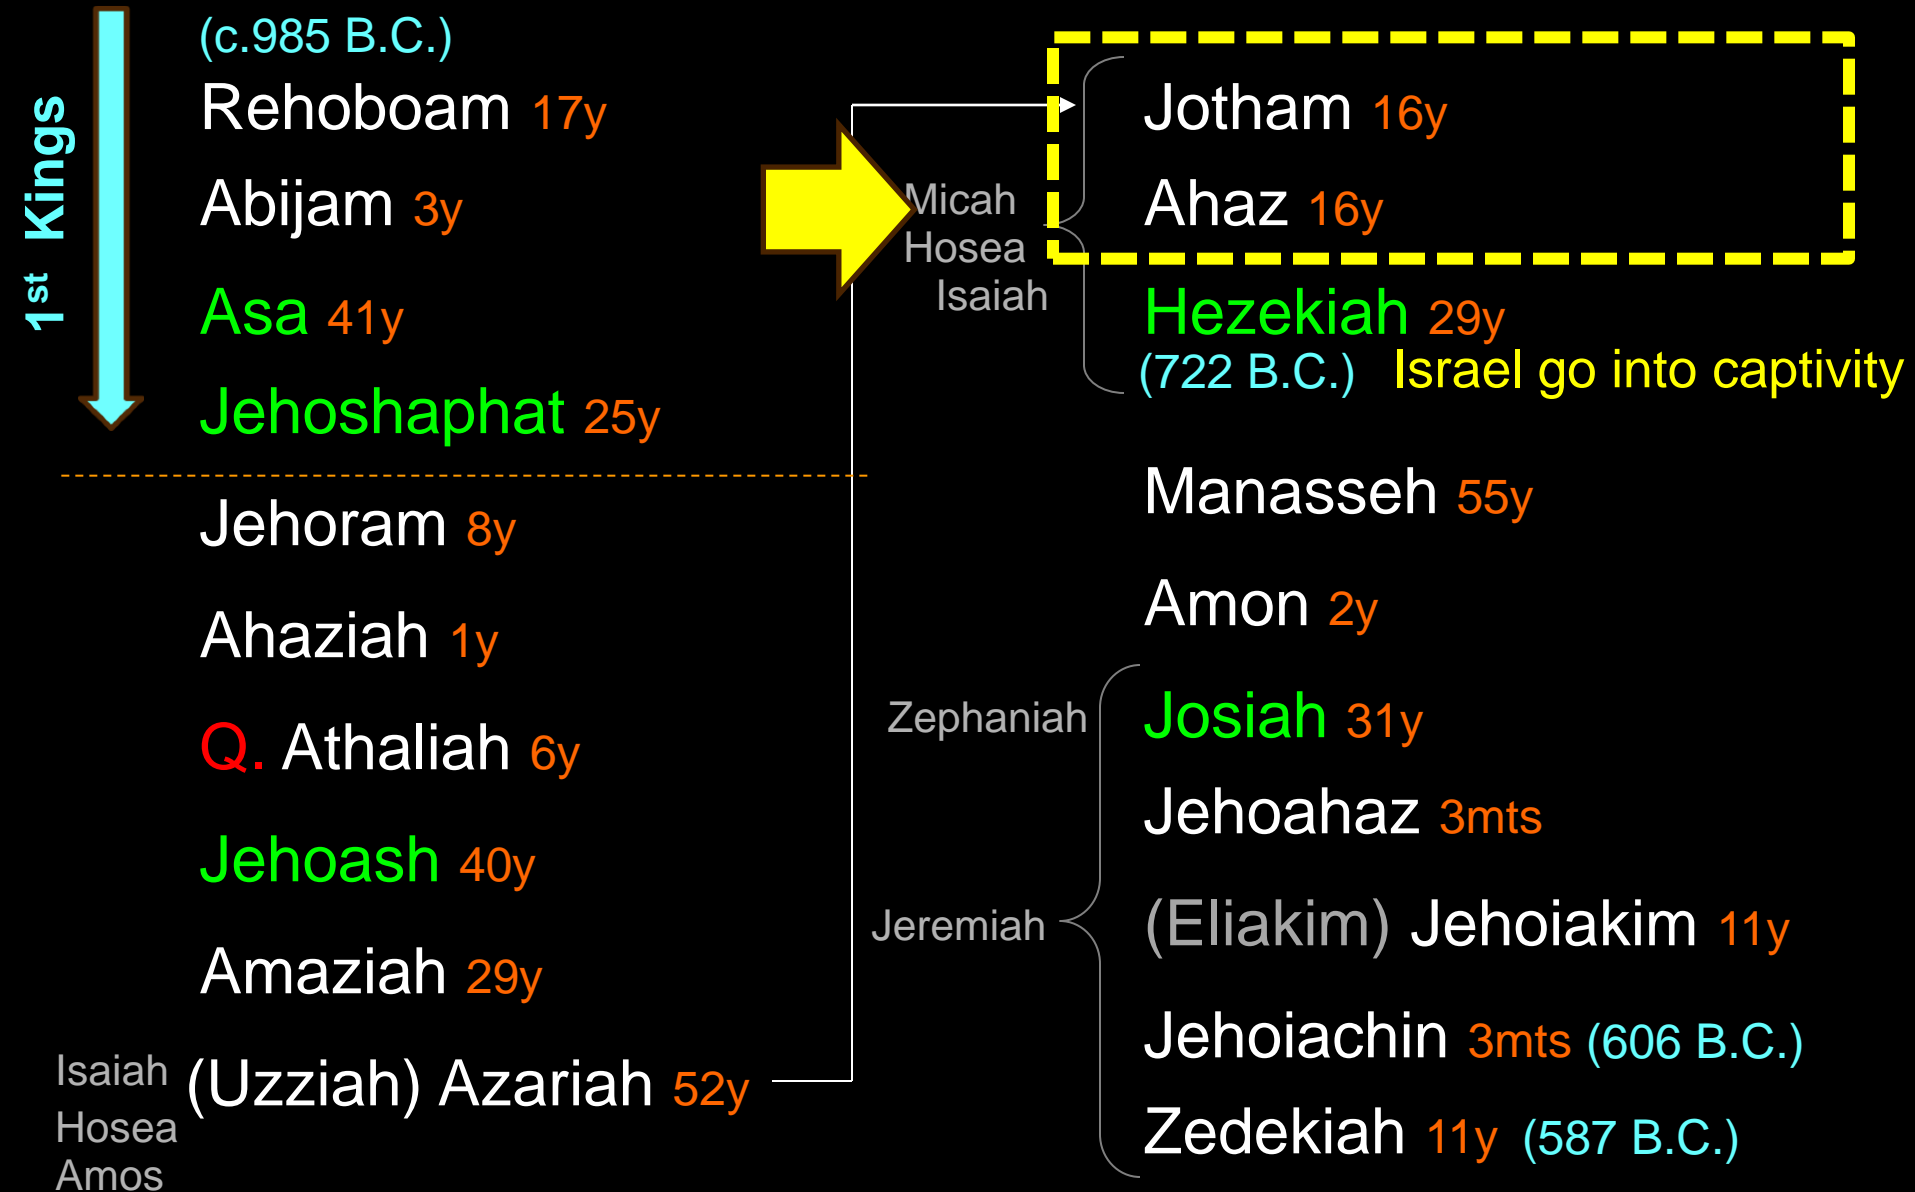 1st Kings
(c.985 B.C.)
Rehoboam 17y
Abijam 3y
Asa 41y
Jehoshaphat 25y
Jehoram 8y
Ahaziah 1y
Q. Athaliah 6y
Jehoash 40y
Amaziah 29y
(Uzziah) Azariah 52y
Isaiah
Hosea
Amos
Micah
Hosea
Isaiah
Jotham 16y
Ahaz 16y
Hezekiah 29y
(722 B.C.) Israel go into captivity
Manasseh 55y
Amon 2y
Zephaniah
Josiah 31y
Jehoahaz 3mts
Jeremiah
(Eliakim) Jehoiakim 11y
Jehoiachin 3mts (606 B.C.)
Zedekiah 11y (587 B.C.)